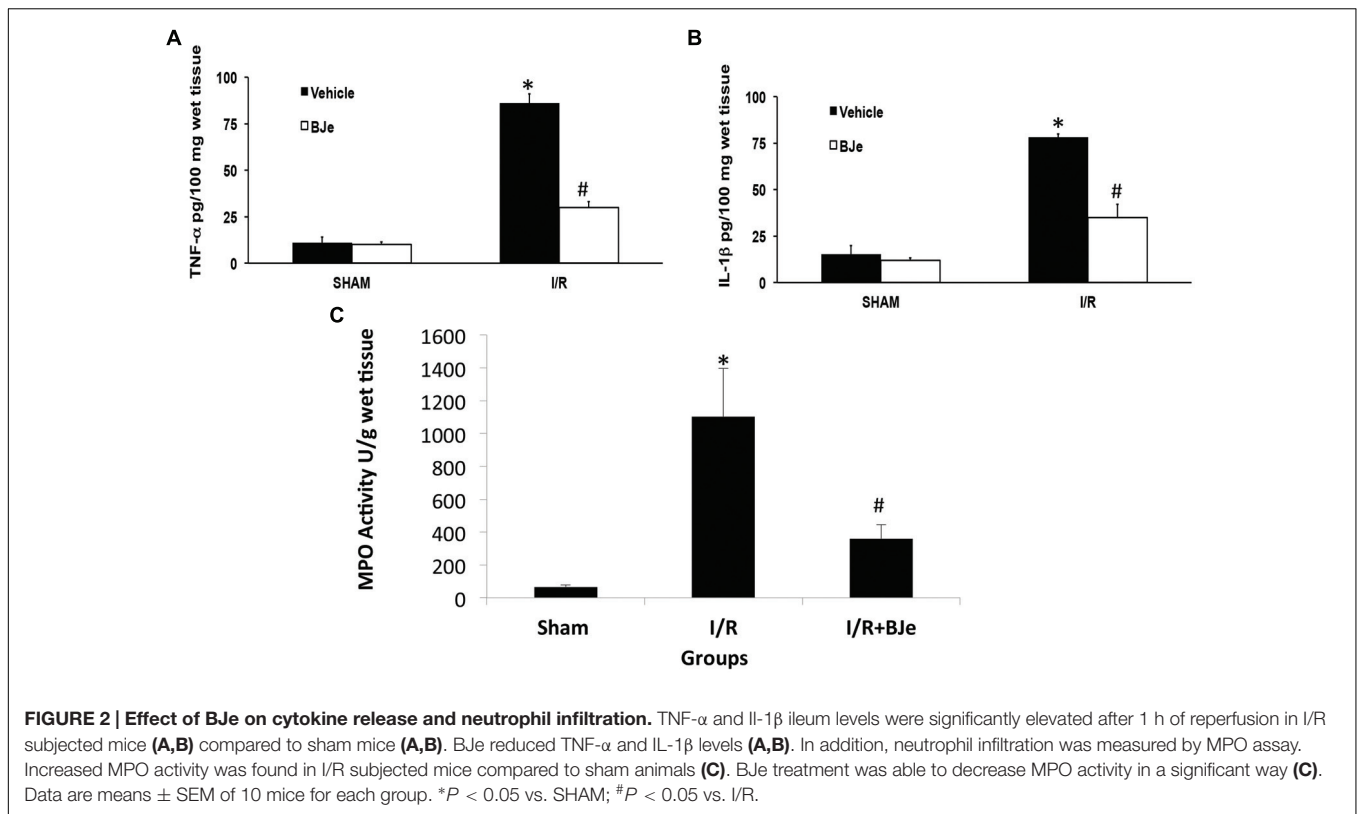 A
TNF-α pg/100 mg wet tissue
100
75
50
25
0
Vehicle
BJe
*
#
SHAM
I/R
B
IL-1β pg/100 mg wet tissue
100
75
50
25
0
Vehicle
BJe
*
#
SHAM
I/R
C
MPO Activity U/g wet tissue
1600
1400
1200
1000
800
600
400
200
0
*
#
Sham
I/R
I/R+BJe
Groups
FIGURE 2 | Effect of BJe on cytokine release and neutrophil infiltration. TNF-α and Il-1β ileum levels were significantly elevated after 1 h of reperfusion in I/R
subjected mice (A,B) compared to sham mice (A,B). BJe reduced TNF-α and IL-1β levels (A,B). In addition, neutrophil infiltration was measured by MPO assay.
Increased MPO activity was found in I/R subjected mice compared to sham animals (C). BJe treatment was able to decrease MPO activity in a significant way (C).
Data are means ± SEM of 10 mice for each group. *P < 0.05 vs. SHAM; #P < 0.05 vs. I/R.